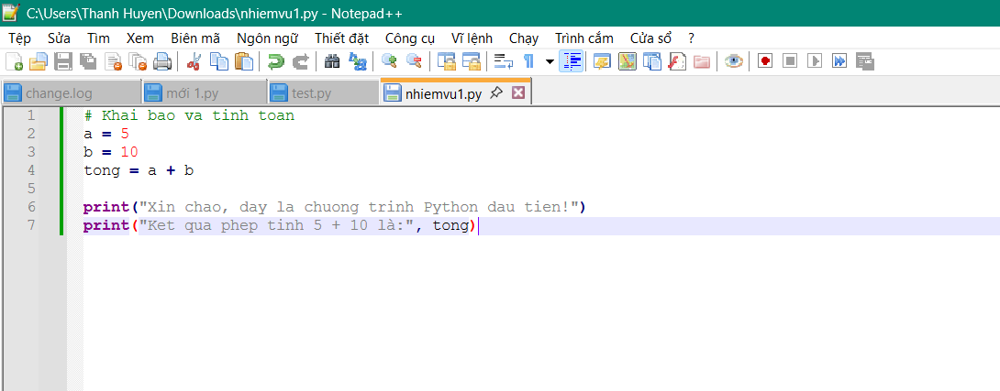 C:\Users\Thanh Huyen\Downloads\nhiemvu1.py - Notepad++
Tệp Sửa Tìm Xem Biên mã Ngôn ngữ Thiết đặt Công cụ Vĩ lệnh Chạy Trình cắm Cửa sổ ?
change.log mới 1.py test.py nhiemvu1.py
1 # Khai bao va tinh toan
2 a = 5
3 b = 10
4 tong = a + b
5
6 print("Xin chao, day la chuong trinh Python dau tien!")
7 print("Ket qua phep tinh 5 + 10 là:", tong)